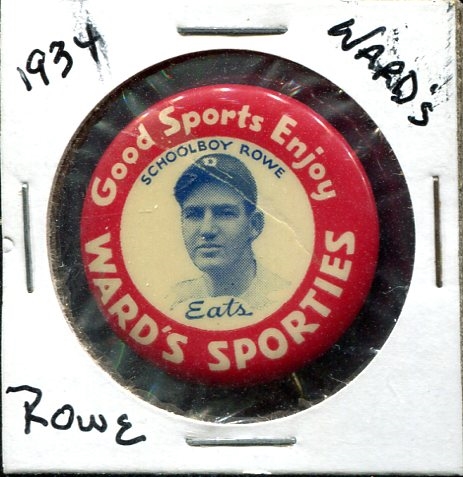 1934
WARD'S
Good Sports Enjoy
SCHOOLBOY ROWE
D
Eats
WARD'S SPORTIES
Rowe